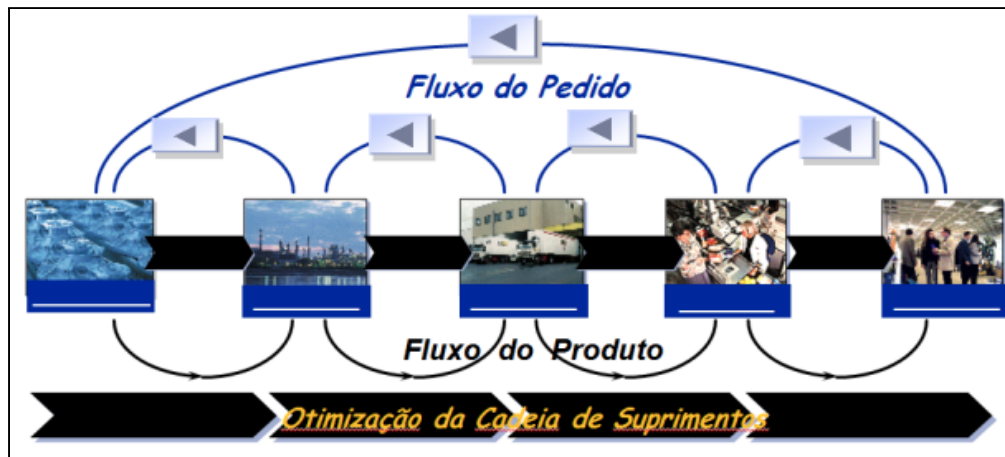 Fluxo do Pedido
Fluxo do Produto
Otimização da Cadeia de Suprimentos